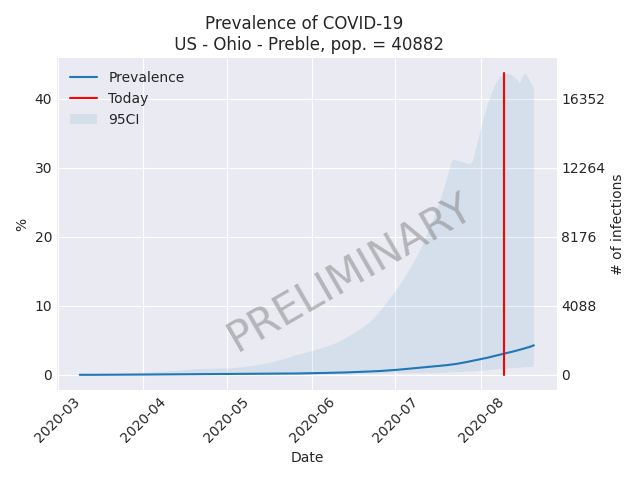 Prevalence of COVID-19
US - Ohio - Preble, pop. = 40882
Prevalence
Today
95CI
PRELIMINARY
%
40
30
20
10
0
16352
12264
8176
4088
0
# of infections
2020-03
2020-04
2020-05
2020-06
2020-07
2020-08
Date